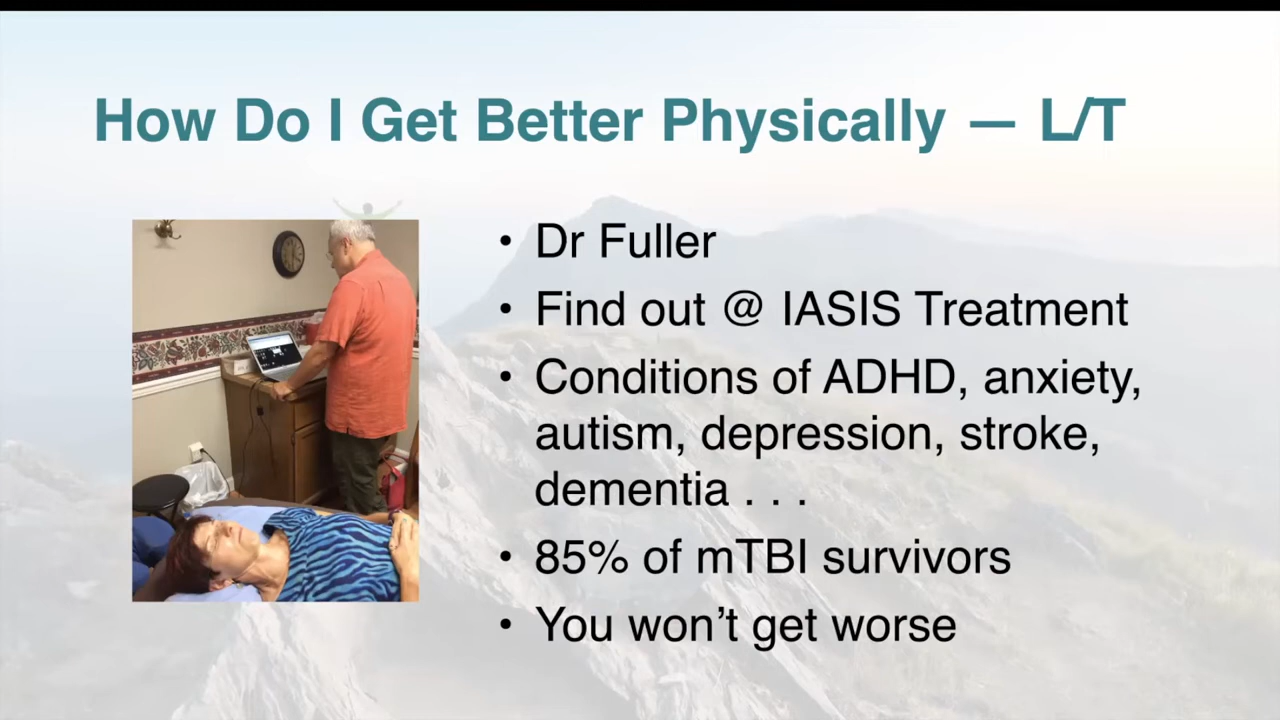 How Do I Get Better Physically — L/T
• Dr Fuller
• Find out @ IASIS Treatment
• Conditions of ADHD, anxiety,
autism, depression, stroke,
dementia . . .
• 85% of mTBI survivors
• You won’t get worse